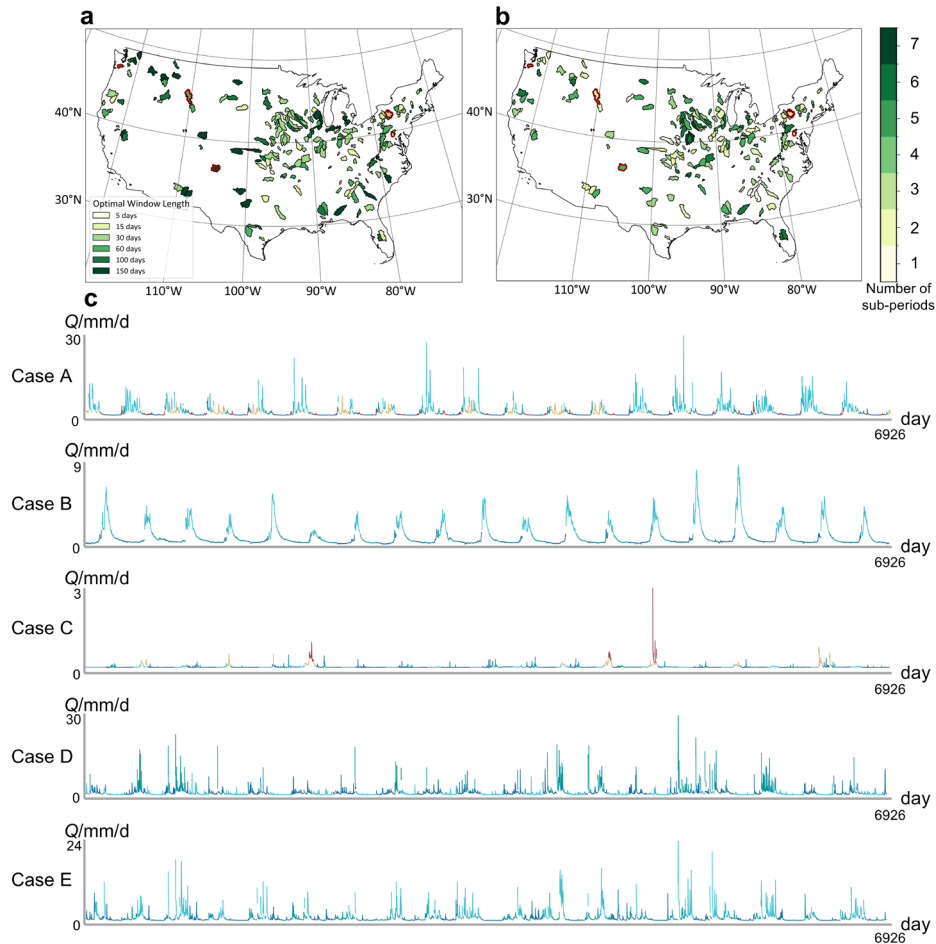 a
b
40°N
30°N
Optimal Window Length
5 days
15 days
30 days
60 days
100 days
150 days
110°W 100°W 90°W 80°W
40°N
30°N
110°W 100°W 90°W 80°W
7
6
5
4
3
2
1
Number of
sub-periods
c
Q/mm/d
30
Case A
0
day
6926
Q/mm/d
9
Case B
0
day
6926
Q/mm/d
3
Case C
0
day
6926
Q/mm/d
30
Case D
0
day
6926
Q/mm/d
24
Case E
0
day
6926